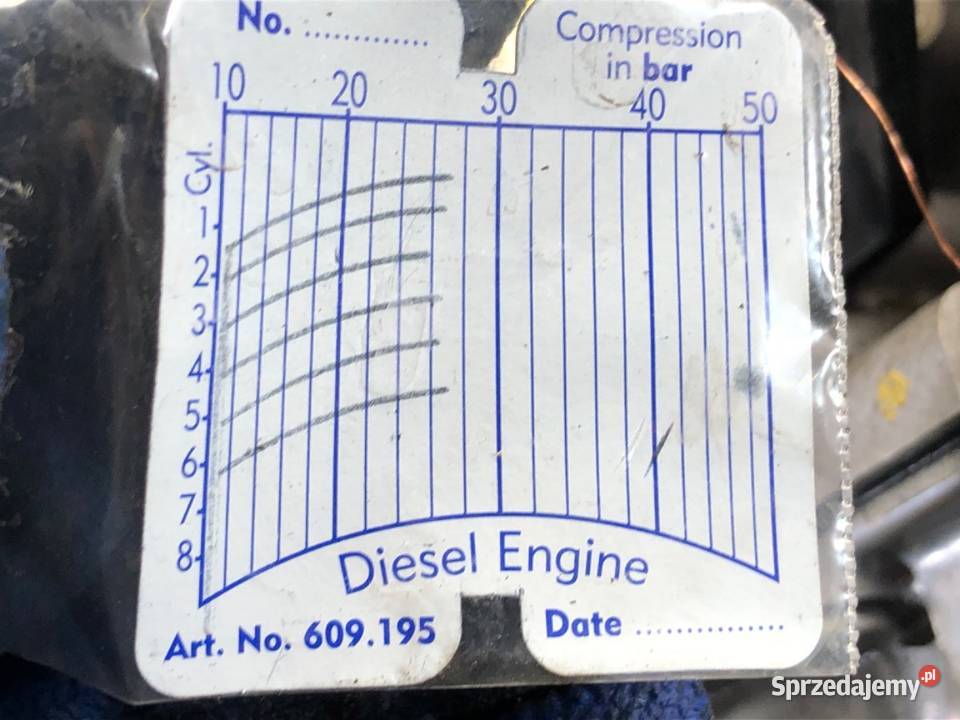 No. ..............
Compression
in bar
10 20 30 40 50
Cyl.
1
2
3
4
5
6
7
8
Diesel Engine
Art. No. 609.195
Date ...............
Sprzedajemy.pl